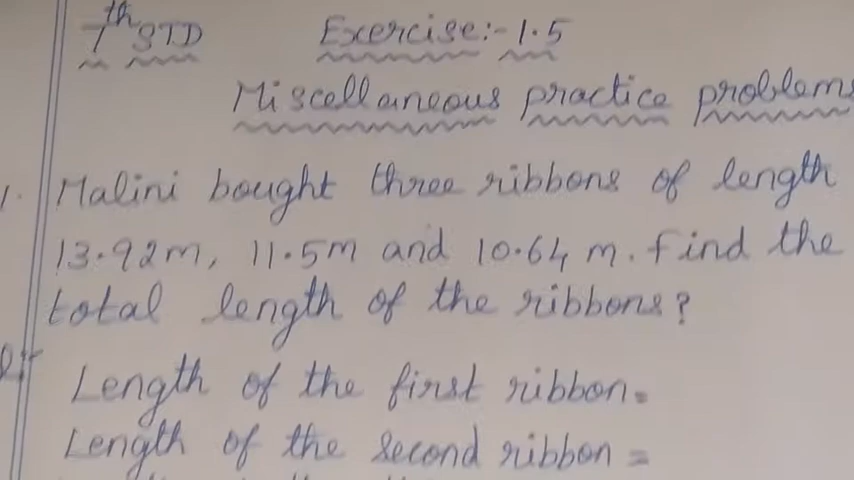 7th STD Exercise:- 1.5
Miscellaneous practice problems
1. Malini bought three ribbons of length
13.92m, 11.5m and 10.64 m. Find the
total length of the ribbons?
Length of the first ribbon=
Length of the second ribbon =